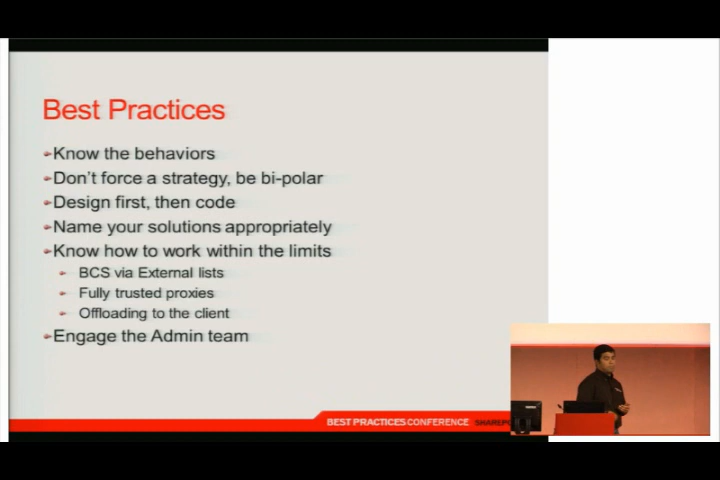 Best Practices
Know the behaviors
Don't force a strategy, be bi-polar
Design first, then code
Name your solutions appropriately
Know how to work within the limits
BCS via External lists
Fully trusted proxies
Offloading to the client
Engage the Admin team
BEST PRACTICES CONFERENCE